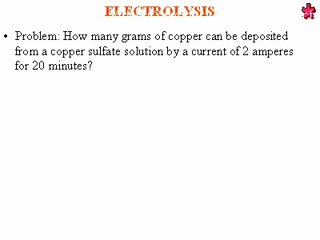 ELECTROLYSIS
• Problem: How many grams of copper can be deposited
from a copper sulfate solution by a current of 2 amperes
for 20 minutes?